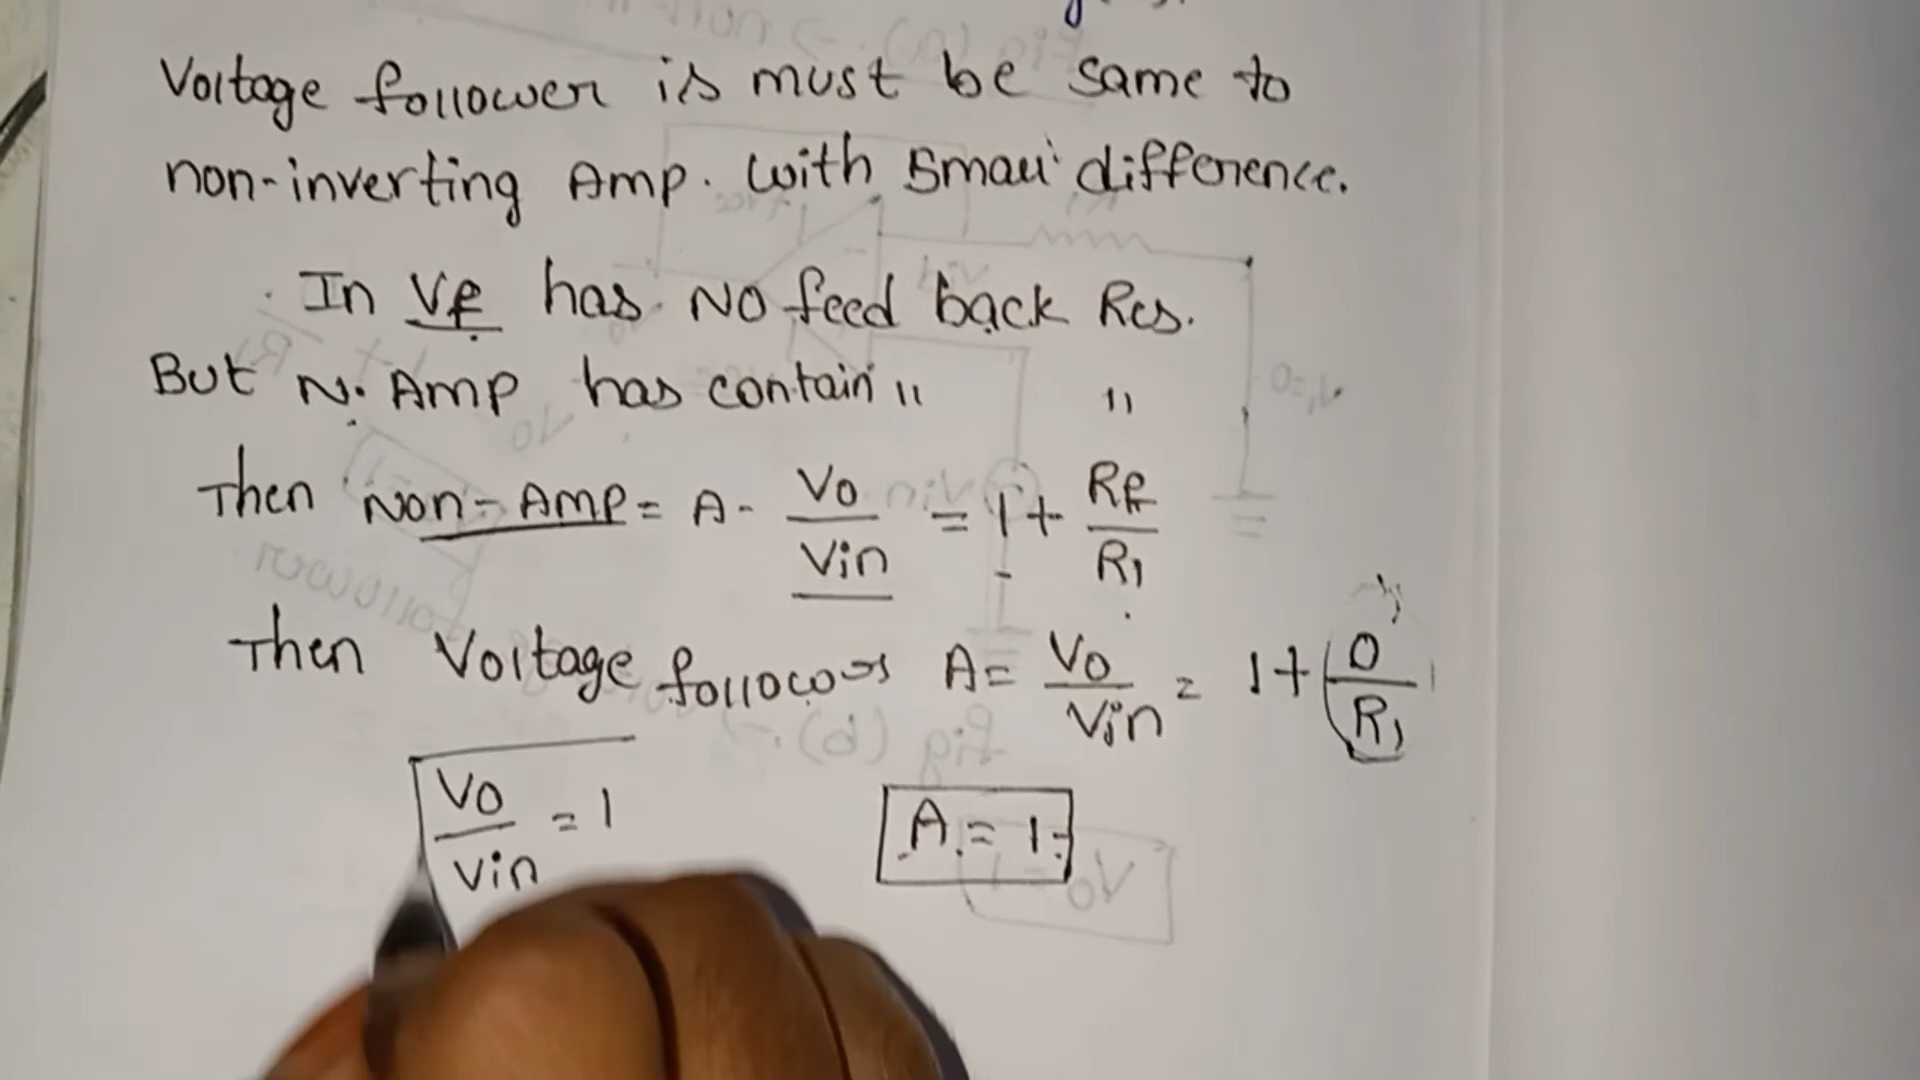 Voltage follower is must be same to
non-inverting Amp. with small difference.
In Vf has No feed back Res.
But N. Amp has contain " "
Then Non-AMP = A - Vo/Vin = 1 + Rf/R1
Then Voltage follower A = Vo/Vin = 1 + 0/R1
Vo/Vin = 1 A = 1